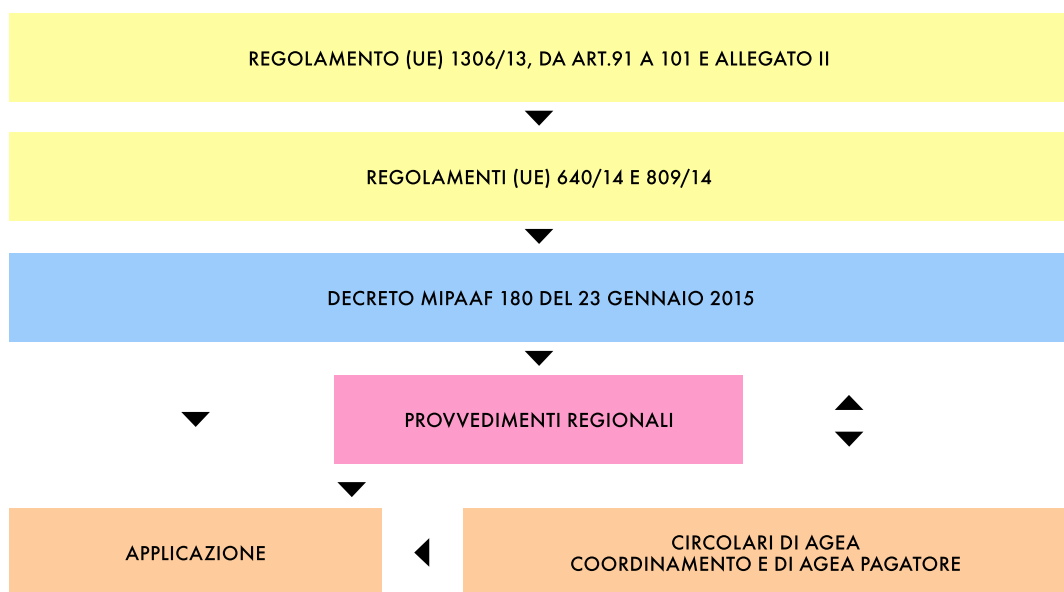 REGOLAMENTO (UE) 1306/13, DA ART.91 A 101 E ALLEGATO II
REGOLAMENTI (UE) 640/14 E 809/14
DECRETO MIPAAF 180 DEL 23 GENNAIO 2015
PROVVEDIMENTI REGIONALI
APPLICAZIONE
CIRCOLARI DI AGEA
COORDINAMENTO E DI AGEA PAGATORE